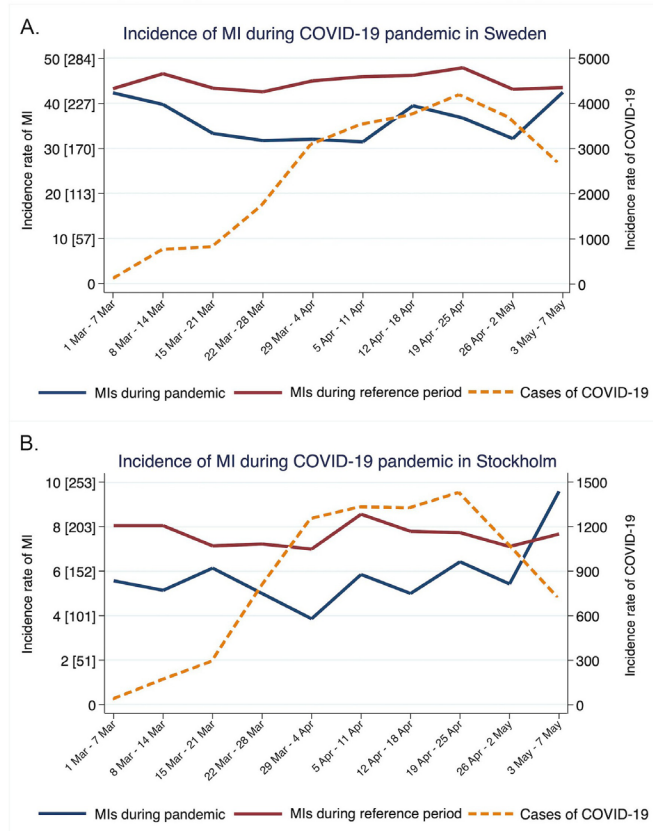 A.
Incidence of MI during COVID-19 pandemic in Sweden
Incidence rate of MI
50 [284]
40 [227]
30 [170]
20 [113]
10 [57]
0
5000
4000
3000
2000
1000
0
Incidence rate of COVID-19
1 Mar - 7 Mar
8 Mar - 14 Mar
15 Mar - 21 Mar
22 Mar - 28 Mar
29 Mar - 4 Apr
5 Apr - 11 Apr
12 Apr - 18 Apr
19 Apr - 25 Apr
26 Apr - 2 May
3 May - 7 May
MIs during pandemic MIs during reference period Cases of COVID-19
B.
Incidence of MI during COVID-19 pandemic in Stockholm
Incidence rate of MI
10 [253]
8 [203]
6 [152]
4 [101]
2 [51]
0
1500
1200
900
600
300
0
Incidence rate of COVID-19
1 Mar - 7 Mar
8 Mar - 14 Mar
15 Mar - 21 Mar
22 Mar - 28 Mar
29 Mar - 4 Apr
5 Apr - 11 Apr
12 Apr - 18 Apr
19 Apr - 25 Apr
26 Apr - 2 May
3 May - 7 May
MIs during pandemic MIs during reference period Cases of COVID-19